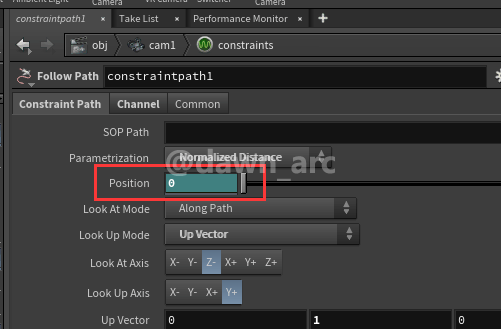 Ambient Light Camera VR Camera Switcher Camera
constraintpath1 Take List Performance Monitor
obj cam1 constraints
Follow Path constraintpath1
Constraint Path Channel Common
SOP Path
Parametrization Normalized Distance
@dawn_arc
Position 0
Look At Mode Along Path
Look Up Mode Up Vector
Look At Axis X- Y- Z- X+ Y+ Z+
Look Up Axis X- Y- X+ Y+
Up Vector 0 1 0